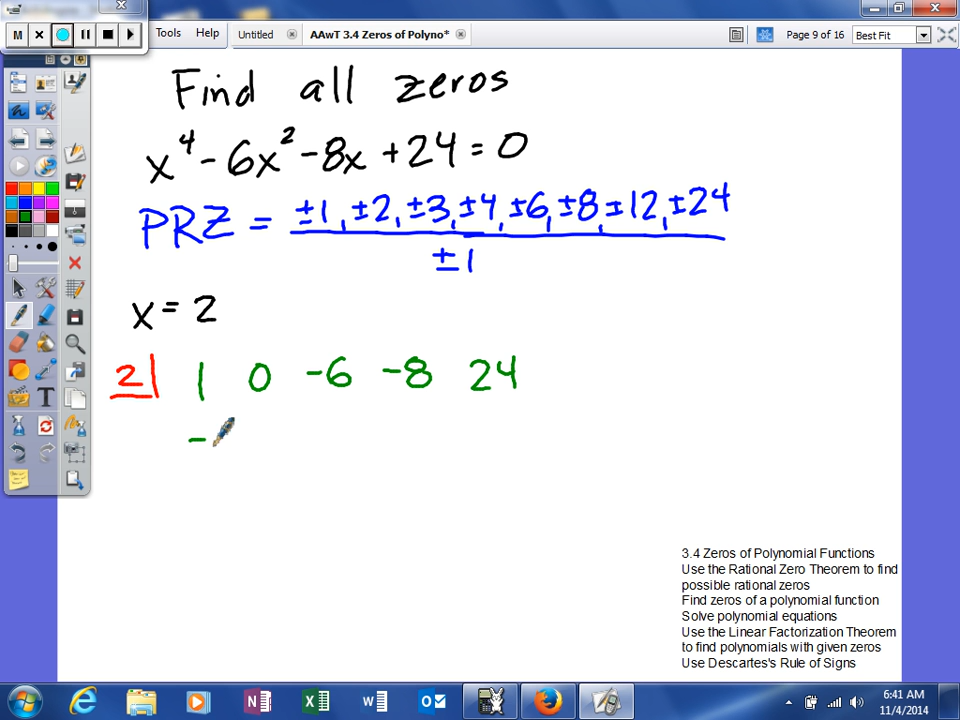 M
Tools Help Untitled AAwT 3.4 Zeros of Polyno* Page 9 of 16 Best Fit
Find all zeros
x⁴ - 6x² - 8x + 24 = 0
PRZ = ±1, ±2, ±3, ±4, ±6, ±8, ±12, ±24
±1
x = 2
2| 1 0 -6 -8 24
3.4 Zeros of Polynomial Functions
Use the Rational Zero Theorem to find
possible rational zeros
Find zeros of a polynomial function
Solve polynomial equations
Use the Linear Factorization Theorem
to find polynomials with given zeros
Use Descartes's Rule of Signs
6:41 AM
11/4/2014